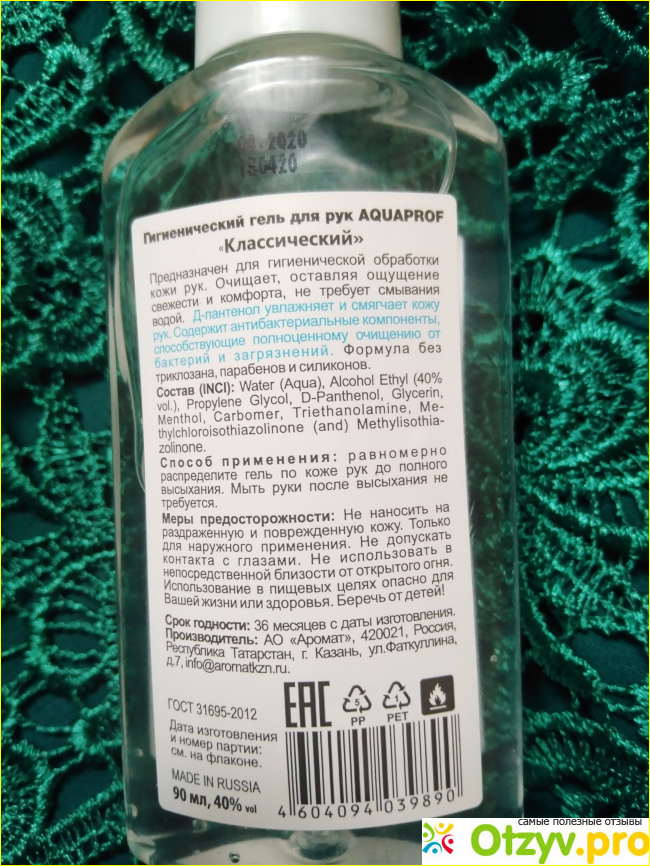 2020
180420
Гигиенический гель для рук AQUAPROF
«Классический»
Предназначен для гигиенической обработки
кожи рук. Очищает, оставляя ощущение
свежести и комфорта, не требует смывания
водой. Д-пантенол увлажняет и смягчает кожу
рук. Содержит антибактериальные компоненты,
способствующие полноценному очищению от
бактерий и загрязнений. Формула без
триклозана, парабенов и силиконов.
Состав (INCI): Water (Aqua), Alcohol Ethyl (40%
vol.), Propylene Glycol, D-Panthenol, Glycerin,
Menthol, Carbomer, Triethanolamine, Me-
thylchloroisothiazolinone (and) Methylisothia-
zolinone.
Способ применения: равномерно
распределите гель по коже рук до полного
высыхания. Мыть руки после высыхания не
требуется.
Меры предосторожности: Не наносить на
раздраженную и поврежденную кожу. Только
для наружного применения. Не допускать
контакта с глазами. Не использовать в
непосредственной близости от открытого огня.
Использование в пищевых целях опасно для
Вашей жизни или здоровья. Беречь от детей!
Срок годности: 36 месяцев с даты изготовления.
Производитель: АО «Аромат», 420021, Россия,
Республика Татарстан, г. Казань, ул.Фаткуллина,
д.7, info@aromatkzn.ru.
ГОСТ 31695-2012
EAC
5
PP
1
PET
Дата изготовления
и номер партии:
см. на флаконе.
MADE IN RUSSIA
90 мл, 40% vol
4 604094 039890
самые полезные отзывы
Otzyv.pro